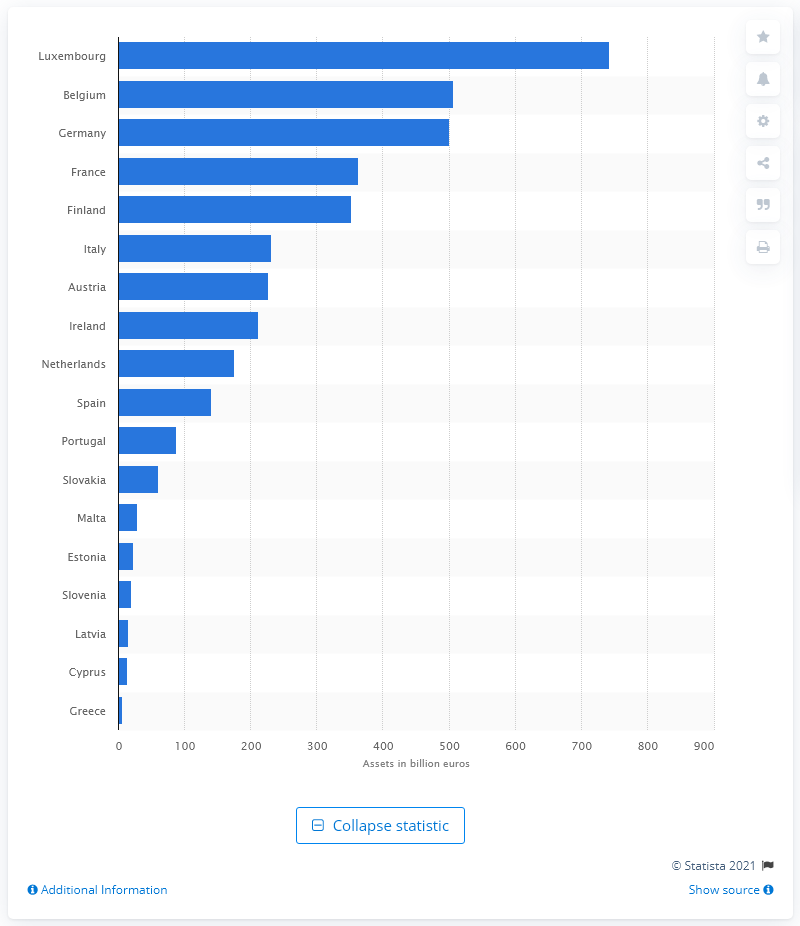 Luxembourg
Belgium
Germany
France
Finland
Italy
Austria
Ireland
Netherlands
Spain
Portugal
Slovakia
Malta
Estonia
Slovenia
Latvia
Cyprus
Greece
0 100 200 300 400 500 600 700 800 900
Assets in billion euros
Collapse statistic
© Statista 2021
Additional Information
Show source